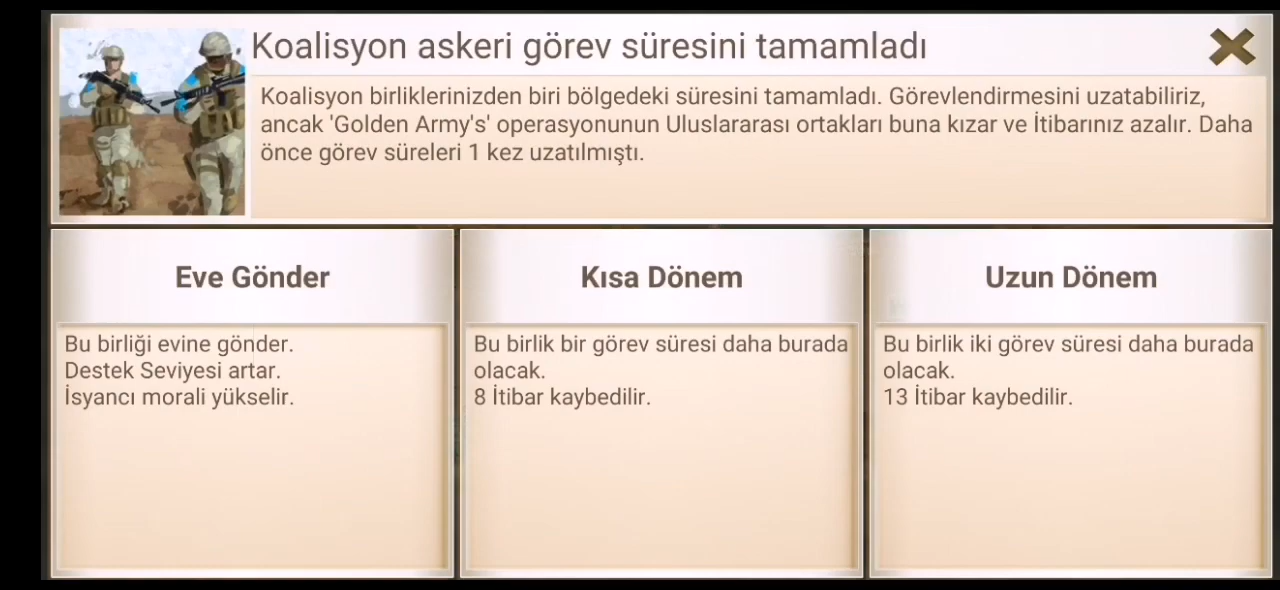 Koalisyon askeri görev süresini tamamladı
Koalisyon birliklerinizden biri bölgedeki süresini tamamladı. Görevlendirmesini uzatabiliriz,
ancak 'Golden Army's' operasyonunun Uluslararası ortakları buna kızar ve İtibarınız azalır. Daha
önce görev süreleri 1 kez uzatılmıştı.
Eve Gönder
Bu birliği evine gönder.
Destek Seviyesi artar.
İsyancı morali yükselir.
Kısa Dönem
Bu birlik bir görev süresi daha burada
olacak.
8 İtibar kaybedilir.
Uzun Dönem
Bu birlik iki görev süresi daha burada
olacak.
13 İtibar kaybedilir.